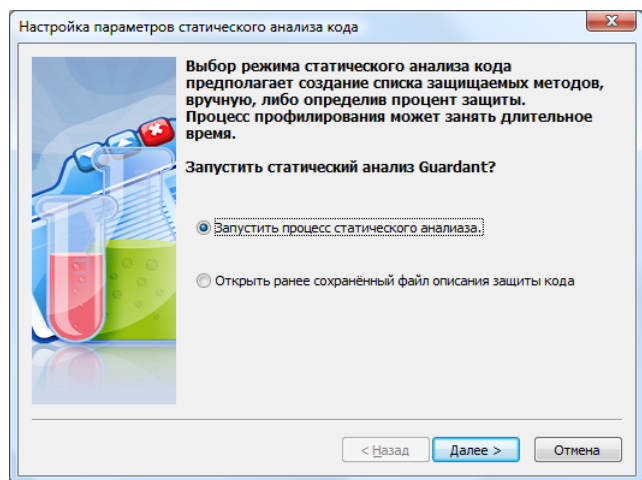 Настройка параметров статического анализа кода
Выбор режима статического анализа кода
предполагает создание списка защищаемых методов,
вручную, либо определив процент защиты.
Процесс профилирования может занять длительное
время.
Запустить статический анализ Guardant?
Запустить процесс статического аналиаза.
Открыть ранее сохранённый файл описания защиты кода
< Назад
Далее >
Отмена